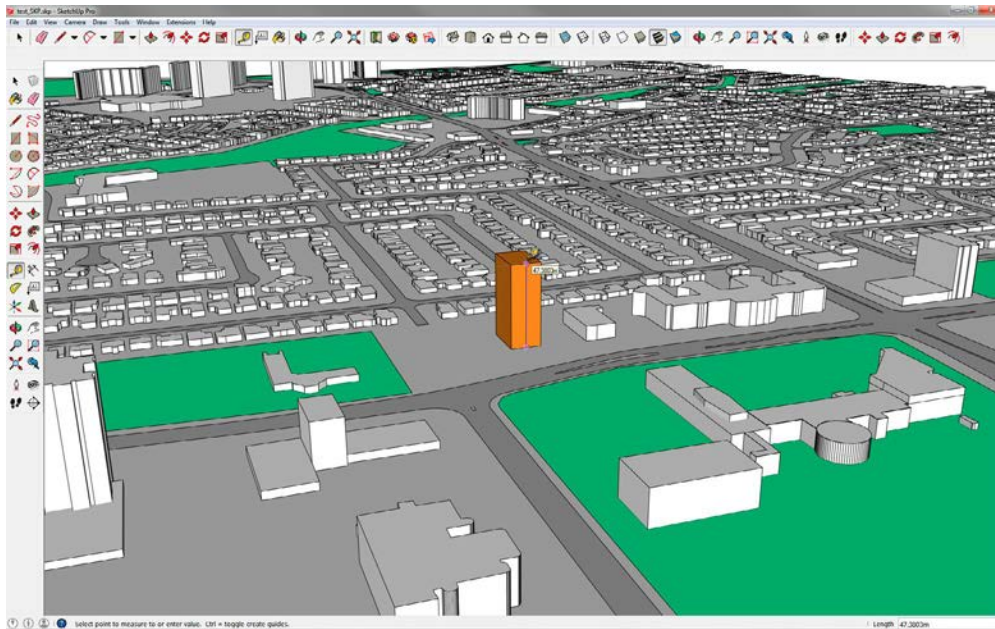 text_SKP.skp - SketchUp Pro
File Edit View Camera Draw Tools Window Extensions Help
47.3803m
Select point to measure to or enter value. Ctrl = toggle create guides.
Length 47.3803m